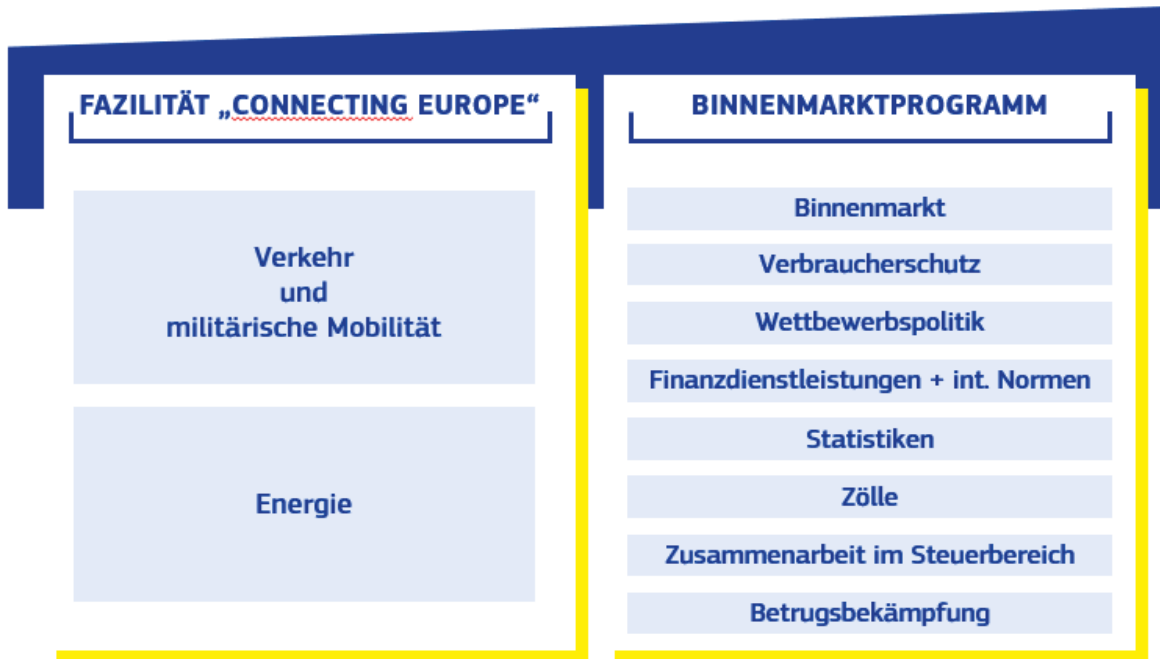 FAZILITÄT „CONNECTING EUROPE“
Verkehr
und
militärische Mobilität
Energie
BINNENMARKTPROGRAMM
Binnenmarkt
Verbraucherschutz
Wettbewerbspolitik
Finanzdienstleistungen + int. Normen
Statistiken
Zölle
Zusammenarbeit im Steuerbereich
Betrugsbekämpfung